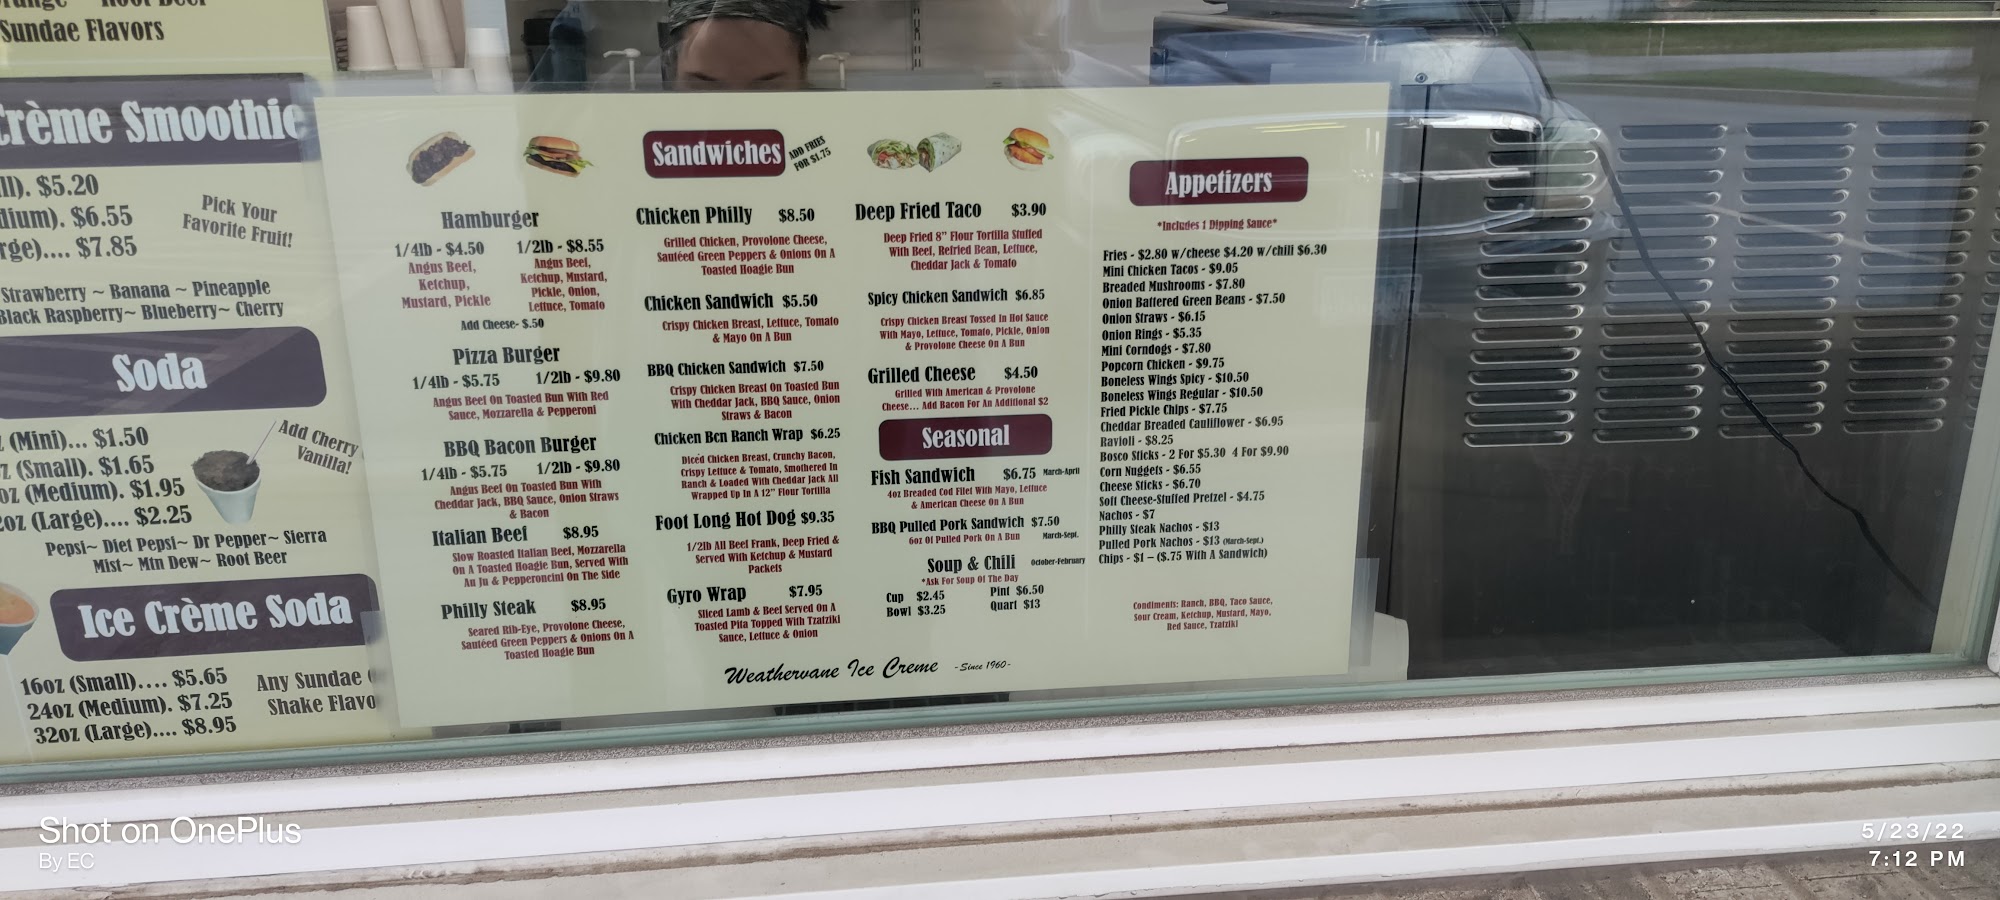 Sundae Flavors
Crème Smoothie
$5.20
$6.55
$7.85
Pick Your
Favorite Fruit!
Strawberry ~ Banana ~ Pineapple
Black Raspberry~ Blueberry~ Cherry
Soda
(Mini)... $1.50
(Small). $1.65
oz (Medium). $1.95
oz (Large).... $2.25
Add Cherry
Vanilla!
Pepsi~ Diet Pepsi~ Dr Pepper~ Sierra
Mist~ Mtn Dew~ Root Beer
Ice Crème Soda
16oz (Small).... $5.65
24oz (Medium). $7.25
32oz (Large).... $8.95
Any Sundae
Shake Flavo
Sandwiches
ADD FRIES
FOR $1.75
Hamburger
1/4lb - $4.50 1/2lb - $8.55
Angus Beef,
Ketchup,
Mustard, Pickle
Angus Beef,
Ketchup, Mustard,
Pickle, Onion,
Lettuce, Tomato
Add Cheese- $.50
Pizza Burger
1/4lb - $5.75 1/2lb - $9.80
Angus Beef On Toasted Bun With Red
Sauce, Mozzarella & Pepperoni
BBQ Bacon Burger
1/4lb - $5.75 1/2lb - $9.80
Angus Beef On Toasted Bun With
Cheddar Jack, BBQ Sauce, Onion Straws
& Bacon
Italian Beef $8.95
Slow Roasted Italian Beef, Mozzarella
On A Toasted Hoagie Bun, Served With
Au Ju & Pepperoncini On The Side
Philly Steak $8.95
Seared Rib-Eye, Provolone Cheese,
Sautéed Green Peppers & Onions On A
Toasted Hoagie Bun
Chicken Philly $8.50
Grilled Chicken, Provolone Cheese,
Sautéed Green Peppers & Onions On A
Toasted Hoagie Bun
Chicken Sandwich $5.50
Crispy Chicken Breast, Lettuce, Tomato
& Mayo On A Bun
BBQ Chicken Sandwich $7.50
Crispy Chicken Breast On Toasted Bun
With Cheddar Jack, BBQ Sauce, Onion
Straws & Bacon
Chicken Bcn Ranch Wrap $6.25
Diced Chicken Breast, Crunchy Bacon,
Crispy Lettuce & Tomato, Smothered In
Ranch & Loaded With Cheddar Jack All
Wrapped Up In A 12" Flour Tortilla
Foot Long Hot Dog $9.35
1/2lb All Beef Frank, Deep Fried &
Served With Ketchup & Mustard
Packets
Gyro Wrap $7.95
Sliced Lamb & Beef Served On A
Toasted Pita Topped With Tzatziki
Sauce, Lettuce & Onion
Deep Fried Taco $3.90
Deep Fried 8" Flour Tortilla Stuffed
With Beef, Refried Bean, Lettuce,
Cheddar Jack & Tomato
Spicy Chicken Sandwich $6.85
Crispy Chicken Breast Tossed In Hot Sauce
With Mayo, Lettuce, Tomato, Pickle, Onion
& Provolone Cheese On A Bun
Grilled Cheese $4.50
Grilled With American & Provolone
Cheese... Add Bacon For An Additional $2
Seasonal
Fish Sandwich $6.75 March-April
4oz Breaded Cod Filet With Mayo, Lettuce
& American Cheese On A Bun
BBQ Pulled Pork Sandwich $7.50
6oz Of Pulled Pork On A Bun March-Sept.
Soup & Chili October-February
*Ask For Soup Of The Day
Cup $2.45 Pint $6.50
Bowl $3.25 Quart $13
Appetizers
*Includes 1 Dipping Sauce*
Fries - $2.80 w/cheese $4.20 w/chili $6.30
Mini Chicken Tacos - $9.05
Breaded Mushrooms - $7.80
Onion Battered Green Beans - $7.50
Onion Straws - $6.15
Onion Rings - $5.35
Mini Corndogs - $7.80
Popcorn Chicken - $9.75
Boneless Wings Spicy - $10.50
Boneless Wings Regular - $10.50
Fried Pickle Chips - $7.75
Cheddar Breaded Cauliflower - $6.95
Ravioli - $8.25
Bosco Sticks - 2 For $5.30 4 For $9.90
Corn Nuggets - $6.55
Cheese Sticks - $6.70
Soft Cheese-Stuffed Pretzel - $4.75
Nachos - $7
Philly Steak Nachos - $13
Pulled Pork Nachos - $13 (March-Sept.)
Chips - $1 – ($.75 With A Sandwich)
Condiments: Ranch, BBQ, Taco Sauce,
Sour Cream, Ketchup, Mustard, Mayo,
Red Sauce, Tzatziki
Weathervane Ice Creme -Since 1960-
Shot on OnePlus
By EC
5/23/22
7:12 PM